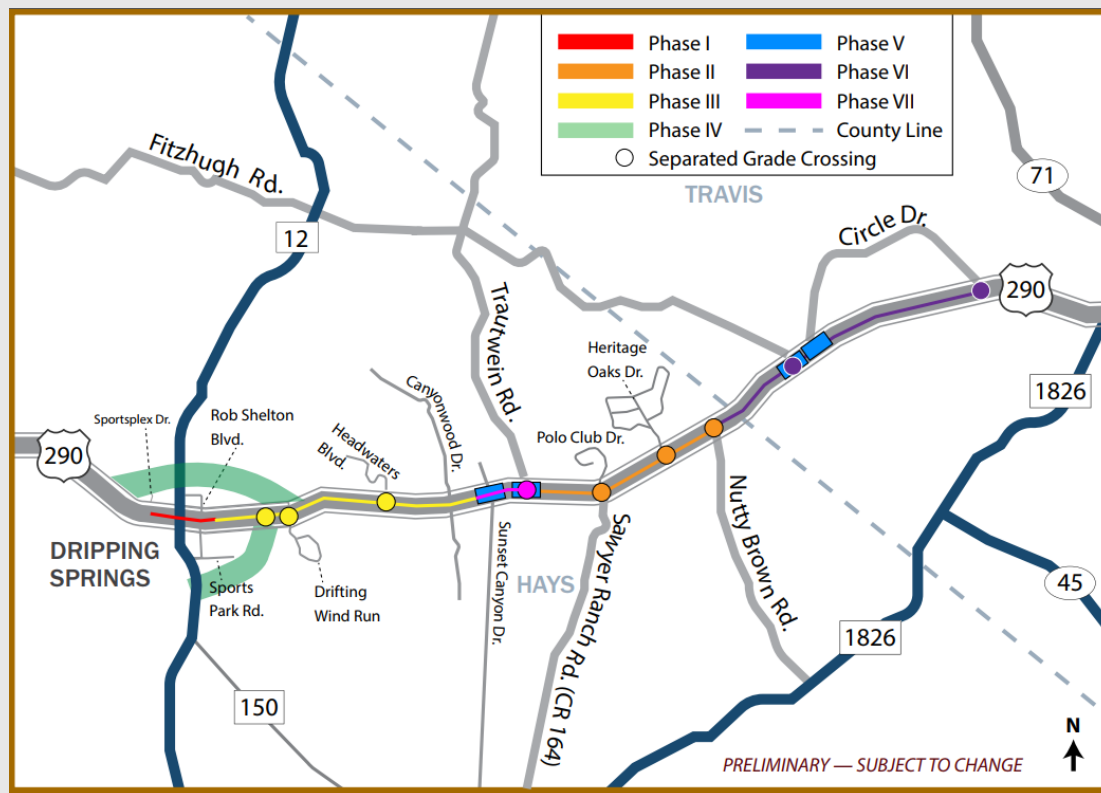 Phase I
Phase II
Phase III
Phase IV
Phase V
Phase VI
Phase VII
County Line
Separated Grade Crossing
TRAVIS
71
Fitzhugh Rd.
12
Circle Dr.
290
Trautwein Rd.
Heritage
Oaks Dr.
1826
Canyonwood Dr.
Sportsplex Dr.
Rob Shelton
Blvd.
Headwaters
Blvd.
Polo Club Dr.
290
DRIPPING
SPRINGS
Sports
Park Rd.
Drifting
Wind Run
Sunset Canyon Dr.
HAYS
Sawyer Ranch Rd. (CR 164)
Nutty Brown Rd.
45
1826
150
N
PRELIMINARY — SUBJECT TO CHANGE